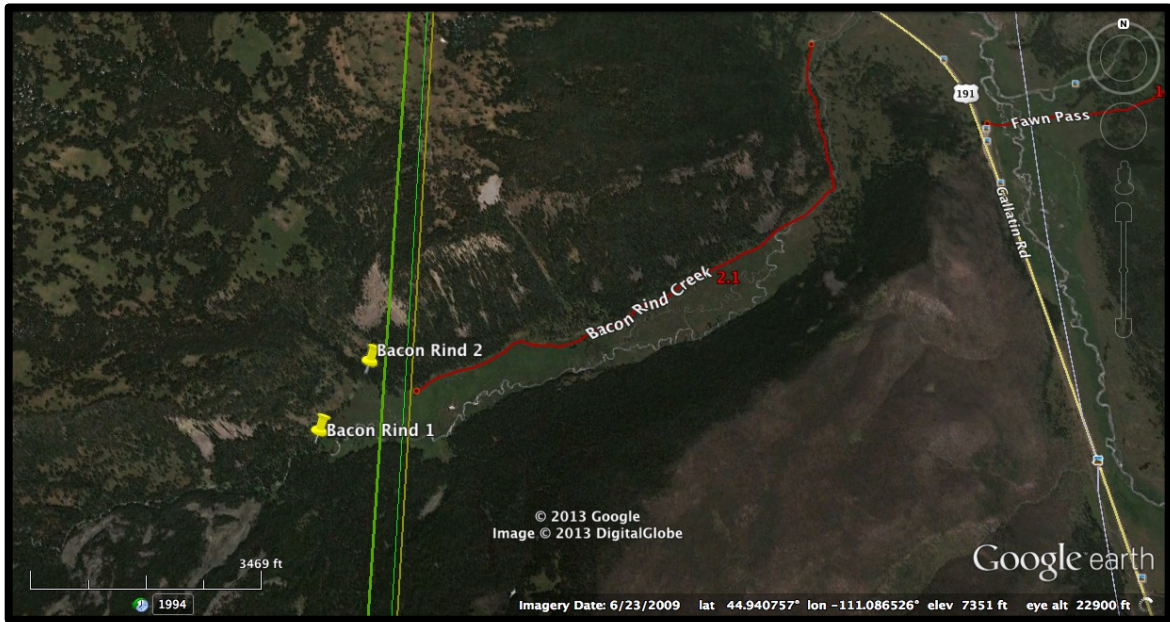 N
191
1
Fawn Pass
Gallatin Rd
Bacon Rind Creek
2.1
Bacon Rind 2
Bacon Rind 1
© 2013 Google
Image © 2013 DigitalGlobe
3469 ft
Google earth
1994
Imagery Date: 6/23/2009 lat 44.940757° lon -111.086526° elev 7351 ft eye alt 22900 ft